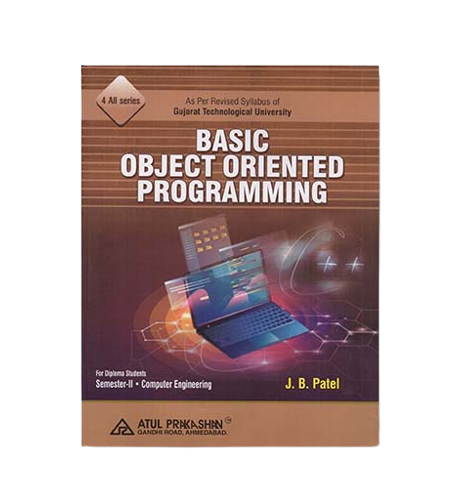 4 All series
As Per Revised Syllabus of
Gujarat Technological University
BASIC
OBJECT ORIENTED
PROGRAMMING
C++
For Diploma Students
Semester-II • Computer Engineering
J. B. Patel
ATUL PRAKASHAN™
GANDHI ROAD, AHMEDABAD.